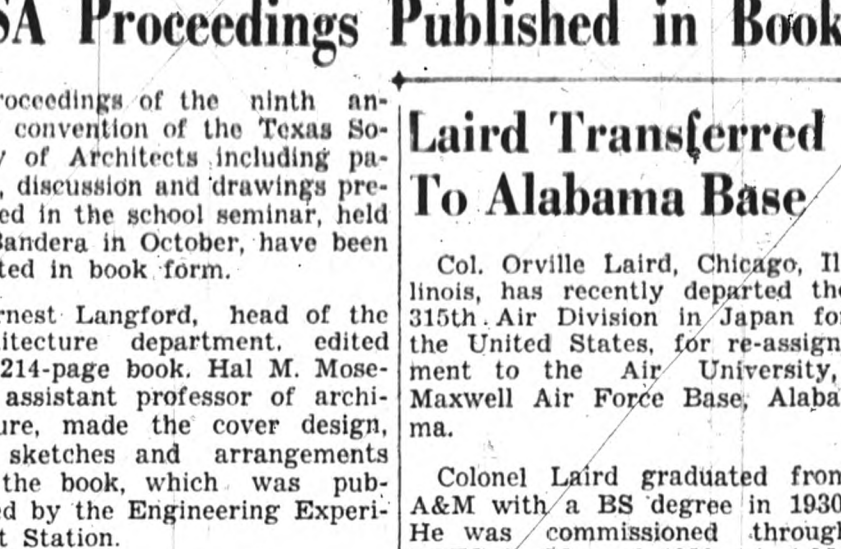 SA Proceedings Published in Book
roceedings of the ninth an-
convention of the Texas So-
y of Architects including pa-
, discussion and drawings pre-
ed in the school seminar, held
Bandera in October, have been
ted in book form.
rnest Langford, head of the
itecture department, edited
214-page book. Hal M. Mose-
assistant professor of archi-
ure, made the cover design,
sketches and arrangements
the book, which was pub-
ed by the Engineering Experi-
t Station.
Laird Transferred
To Alabama Base
Col. Orville Laird, Chicago, Il
linois, has recently departed the
315th Air Division in Japan fo
the United States, for re-assign
ment to the Air University,
Maxwell Air Force Base, Alaba
ma.
Colonel Laird graduated from
A&M with a BS degree in 1930
He was commissioned through